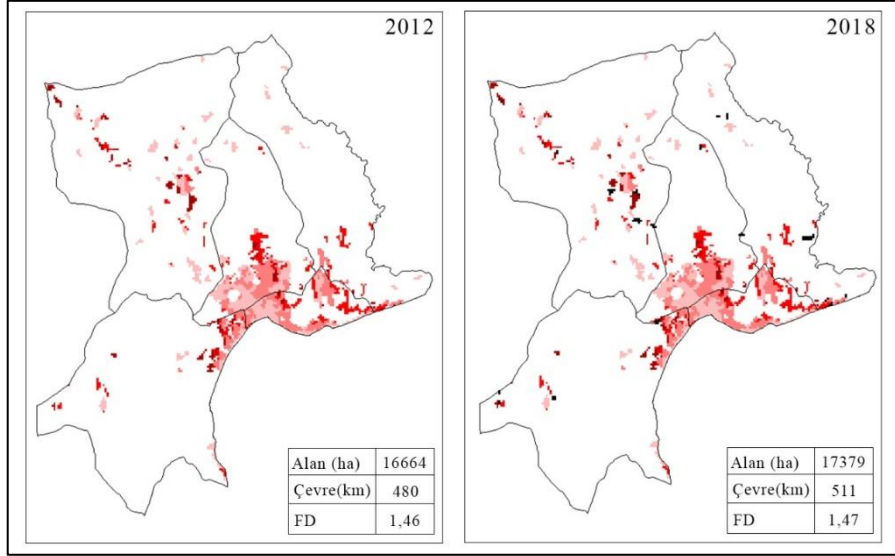 2012
Alan (ha) 16664
Çevre(km) 480
FD 1,46
2018
Alan (ha) 17379
Çevre(km) 511
FD 1,47